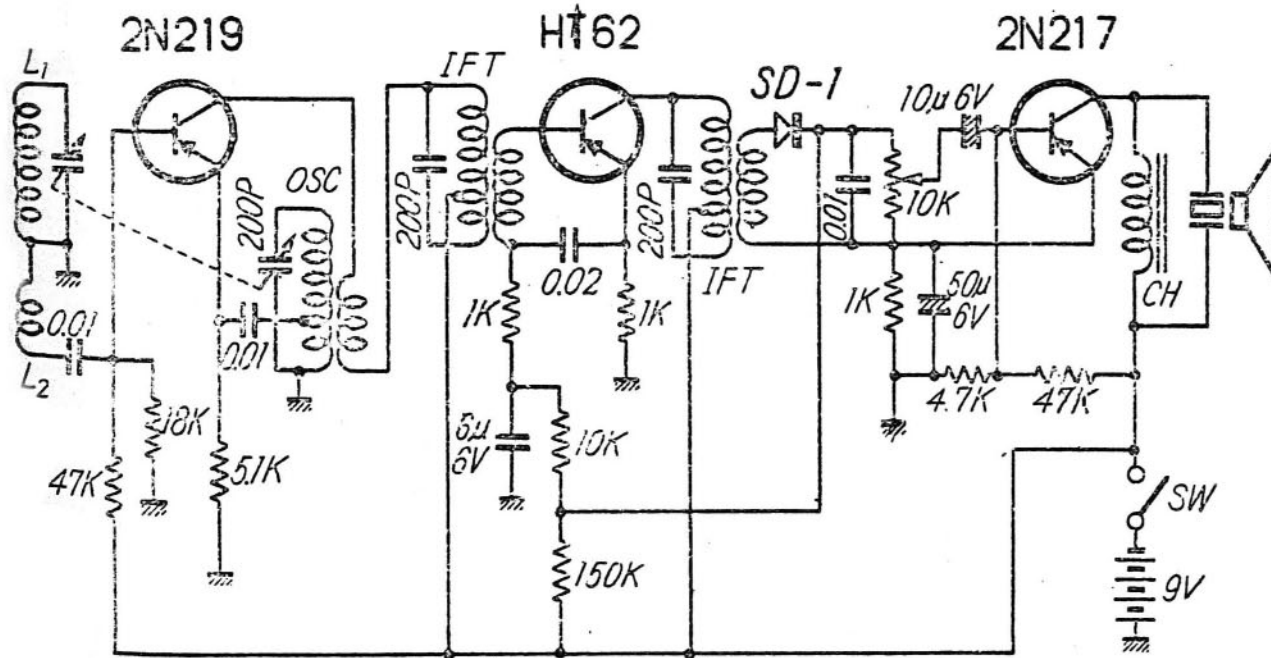 2N219
HT62
2N217
L1
IFT
SD-1
10μ 6V
OSC
200P
200P
200P
0.01
10K
0.02
IFT
1K
1K
1K
50μ
6V
CH
0.01
L2
0.01
18K
4.7K
47K
6μ
6V
10K
47K
5.1K
SW
150K
9V